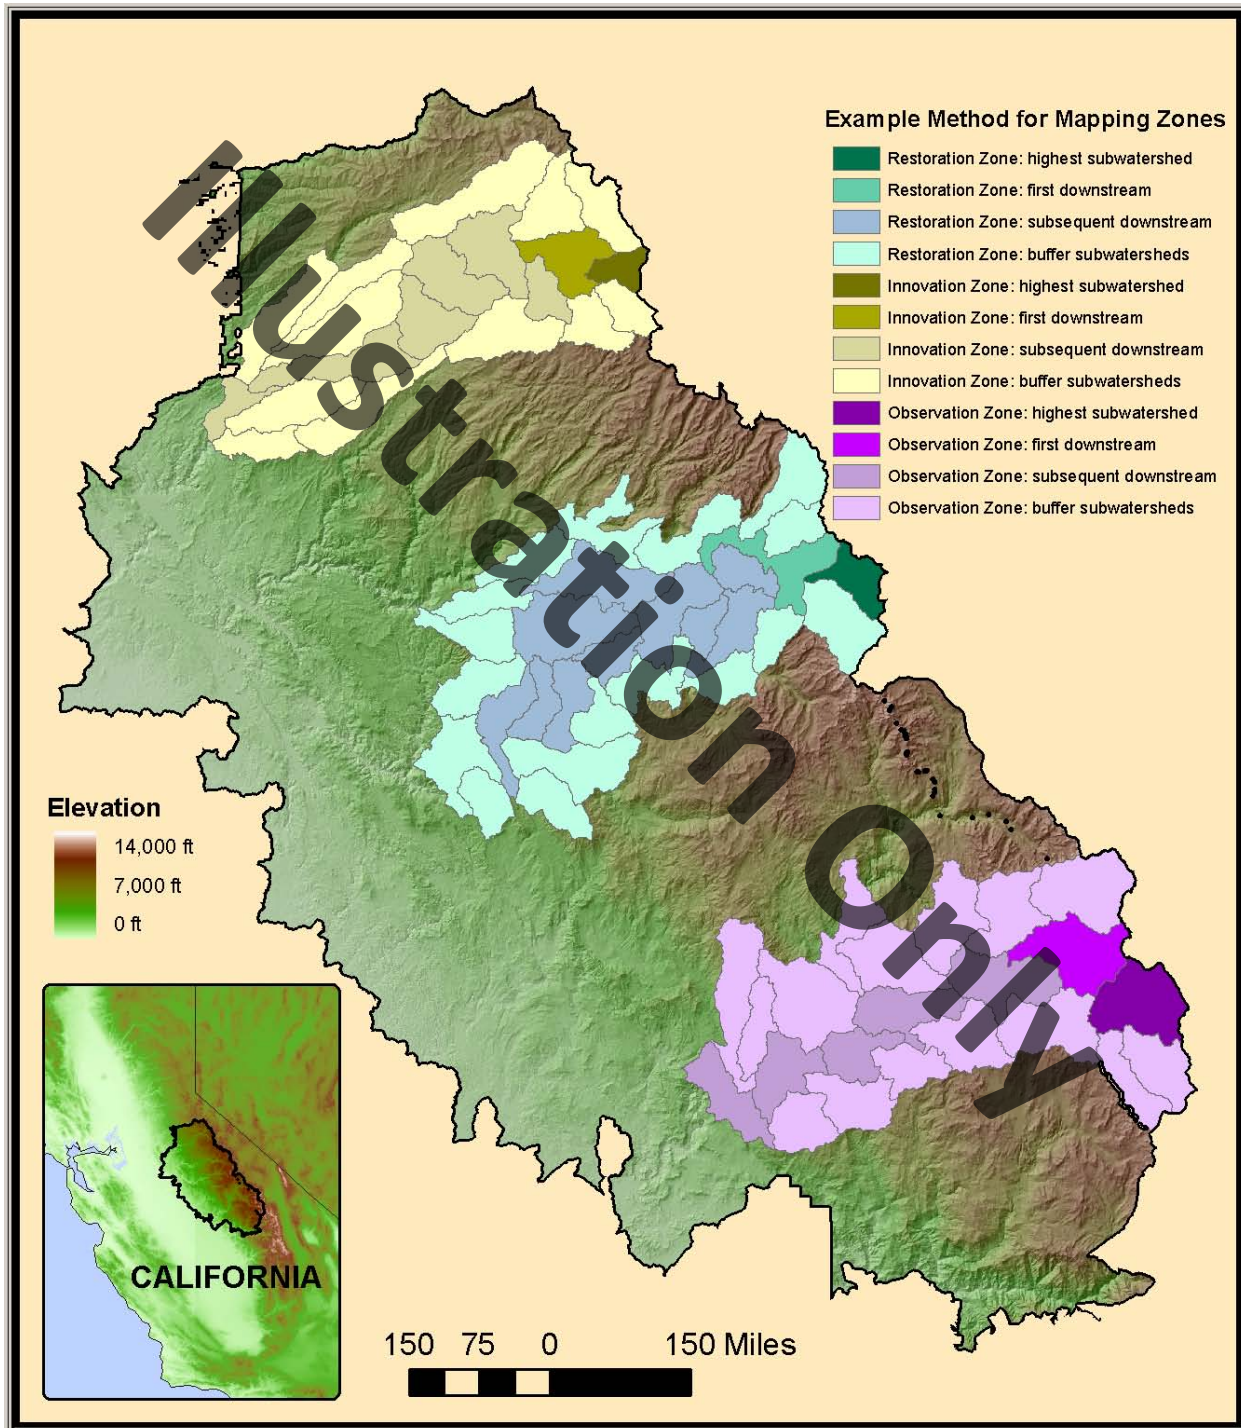 Example Method for Mapping Zones
Restoration Zone: highest subwatershed
Restoration Zone: first downstream
Restoration Zone: subsequent downstream
Restoration Zone: buffer subwatersheds
Innovation Zone: highest subwatershed
Innovation Zone: first downstream
Innovation Zone: subsequent downstream
Innovation Zone: buffer subwatersheds
Observation Zone: highest subwatershed
Observation Zone: first downstream
Observation Zone: subsequent downstream
Observation Zone: buffer subwatersheds
Illustration Only
Elevation
14,000 ft
7,000 ft
0 ft
CALIFORNIA
150 75 0 150 Miles